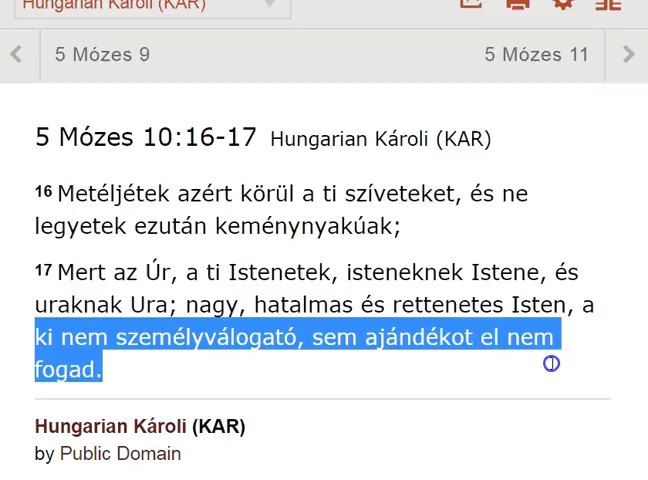 Hungarian Károli (KAR)
5 Mózes 9
5 Mózes 11
5 Mózes 10:16-17 Hungarian Károli (KAR)
16 Metéljétek azért körül a ti szíveteket, és ne
legyetek ezután keménynyakúak;
17 Mert az Úr, a ti Istenetek, isteneknek Istene, és
uraknak Ura; nagy, hatalmas és rettenetes Isten, a
ki nem személyválogató, sem ajándékot el nem
fogad.
Hungarian Károli (KAR)
by Public Domain